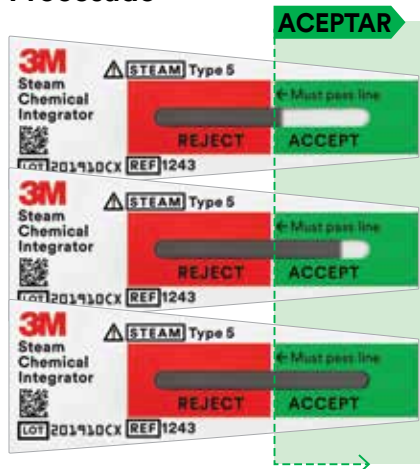 ACEPTAR
3M
STEAM Type 5
Steam
Chemical
Integrator
← Must pass line
REJECT ACCEPT
LOT 201910CX REF 1243
3M
STEAM Type 5
Steam
Chemical
Integrator
← Must pass line
REJECT ACCEPT
LOT 201910CX REF 1243
3M
STEAM Type 5
Steam
Chemical
Integrator
← Must pass line
REJECT ACCEPT
LOT 201910CX REF 1243